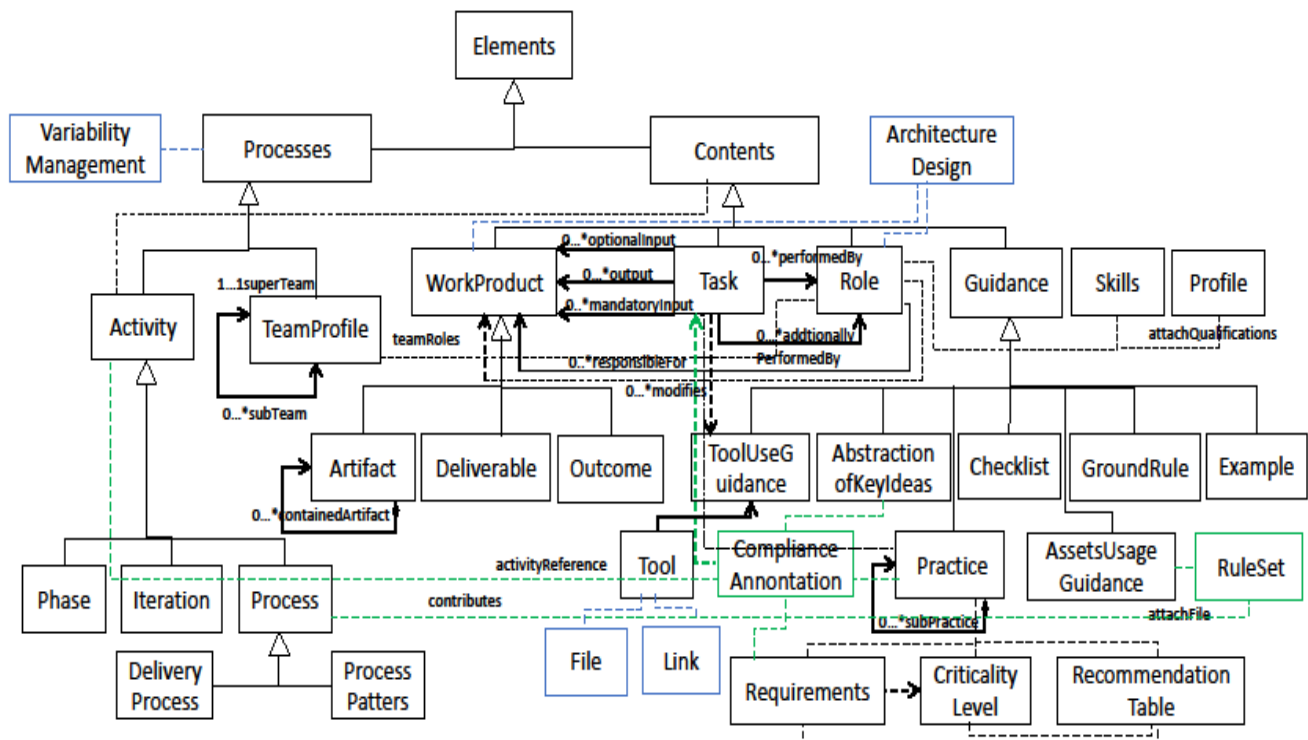 Elements
Variability
Management
Processes
Contents
Architecture
Design
0...*optionalInput
0...*performedBy
WorkProduct
0...*output
Task
Role
Guidance
Skills
Profile
1...1superTeam
0...*mandatoryInput
Activity
TeamProfile
teamRoles
0...*addtionally
PerformedBy
attachQualifications
0...*responsibleFor
0...*modifies
0...*subTeam
Artifact
Deliverable
Outcome
ToolUseG
uidance
Abstraction
ofKeyIdeas
Checklist
GroundRule
Example
0...*containedArtifact
activityReference
Tool
Compliance
Annontation
Practice
AssetsUsage
Guidance
RuleSet
Phase
Iteration
Process
contributes
0...*subPractice
attachFile
Delivery
Process
Process
Patters
File
Link
Requirements
Criticality
Level
Recommendation
Table